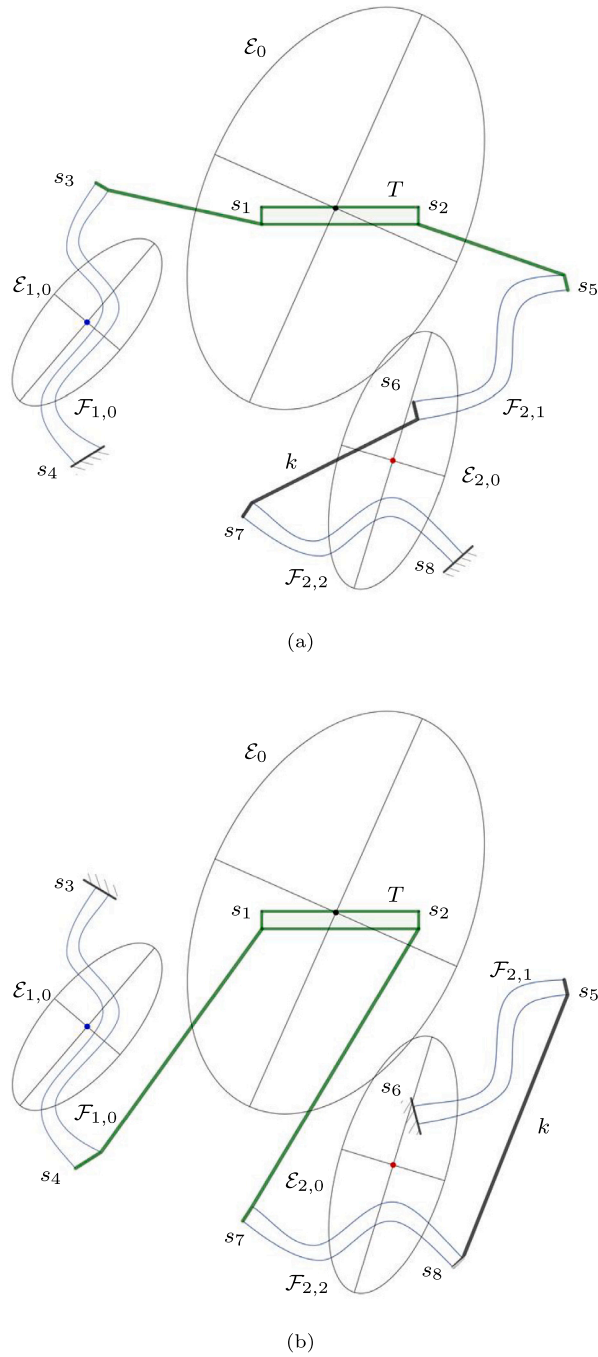 ℰ₀
s₃
s₁
T
s₂
ℰ₁,₀
s₅
s₆
ℱ₁,₀
ℱ₂,₁
s₄
k
ℰ₂,₀
s₇
s₈
ℱ₂,₂
(a)
ℰ₀
s₃
s₁
T
s₂
ℱ₂,₁
ℰ₁,₀
s₅
s₆
ℱ₁,₀
k
s₄
ℰ₂,₀
s₇
s₈
ℱ₂,₂
(b)